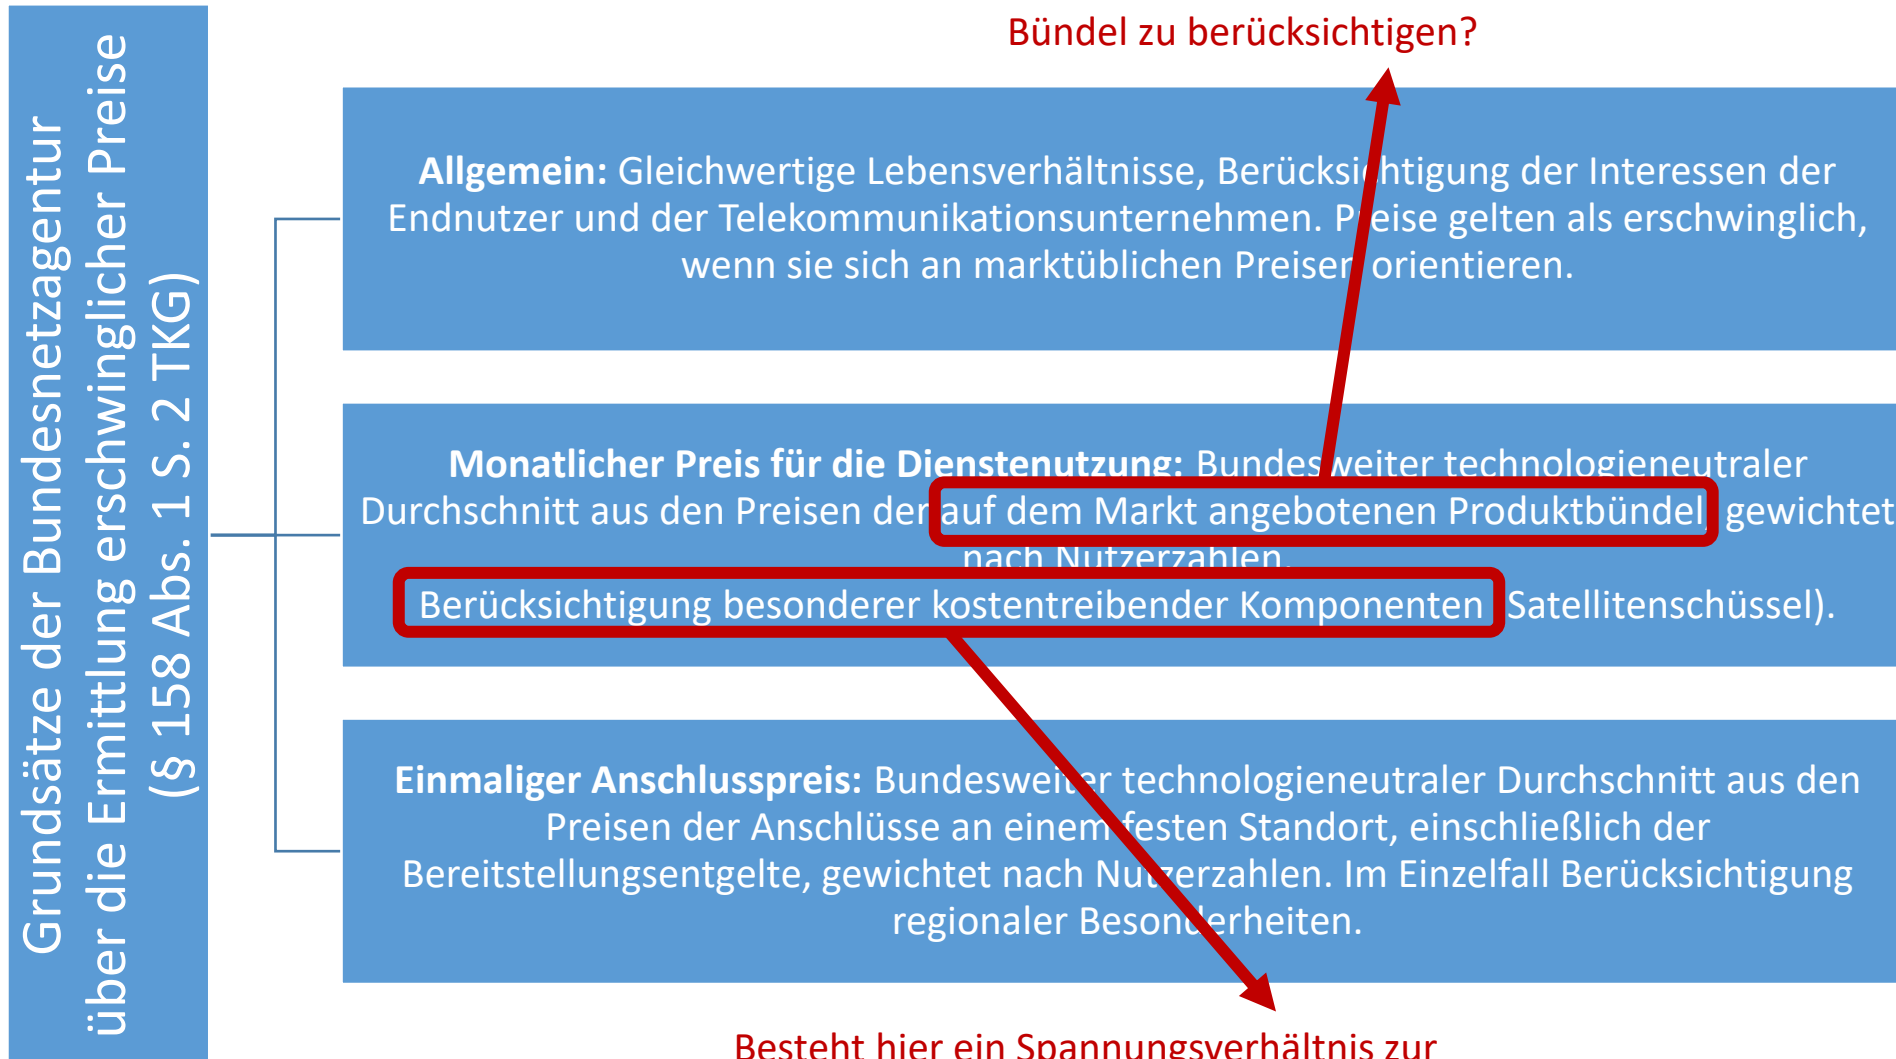 Grundsätze der Bundesnetzagentur
über die Ermittlung erschwinglicher Preise
(§ 158 Abs. 1 S. 2 TKG)
Bündel zu berücksichtigen?
Allgemein: Gleichwertige Lebensverhältnisse, Berücksichtigung der Interessen der
Endnutzer und der Telekommunikationsunternehmen. Preise gelten als erschwinglich,
wenn sie sich an marktüblichen Preisen orientieren.
Monatlicher Preis für die Dienstenutzung: Bundesweiter technologieneutraler
Durchschnitt aus den Preisen der auf dem Markt angebotenen Produktbündel, gewichtet
nach Nutzerzahlen.
Berücksichtigung besonderer kostentreibender Komponenten (Satellitenschüssel).
Einmaliger Anschlusspreis: Bundesweiter technologieneutraler Durchschnitt aus den
Preisen der Anschlüsse an einem festen Standort, einschließlich der
Bereitstellungsentgelte, gewichtet nach Nutzerzahlen. Im Einzelfall Berücksichtigung
regionaler Besonderheiten.
Besteht hier ein Spannungsverhältnis zur